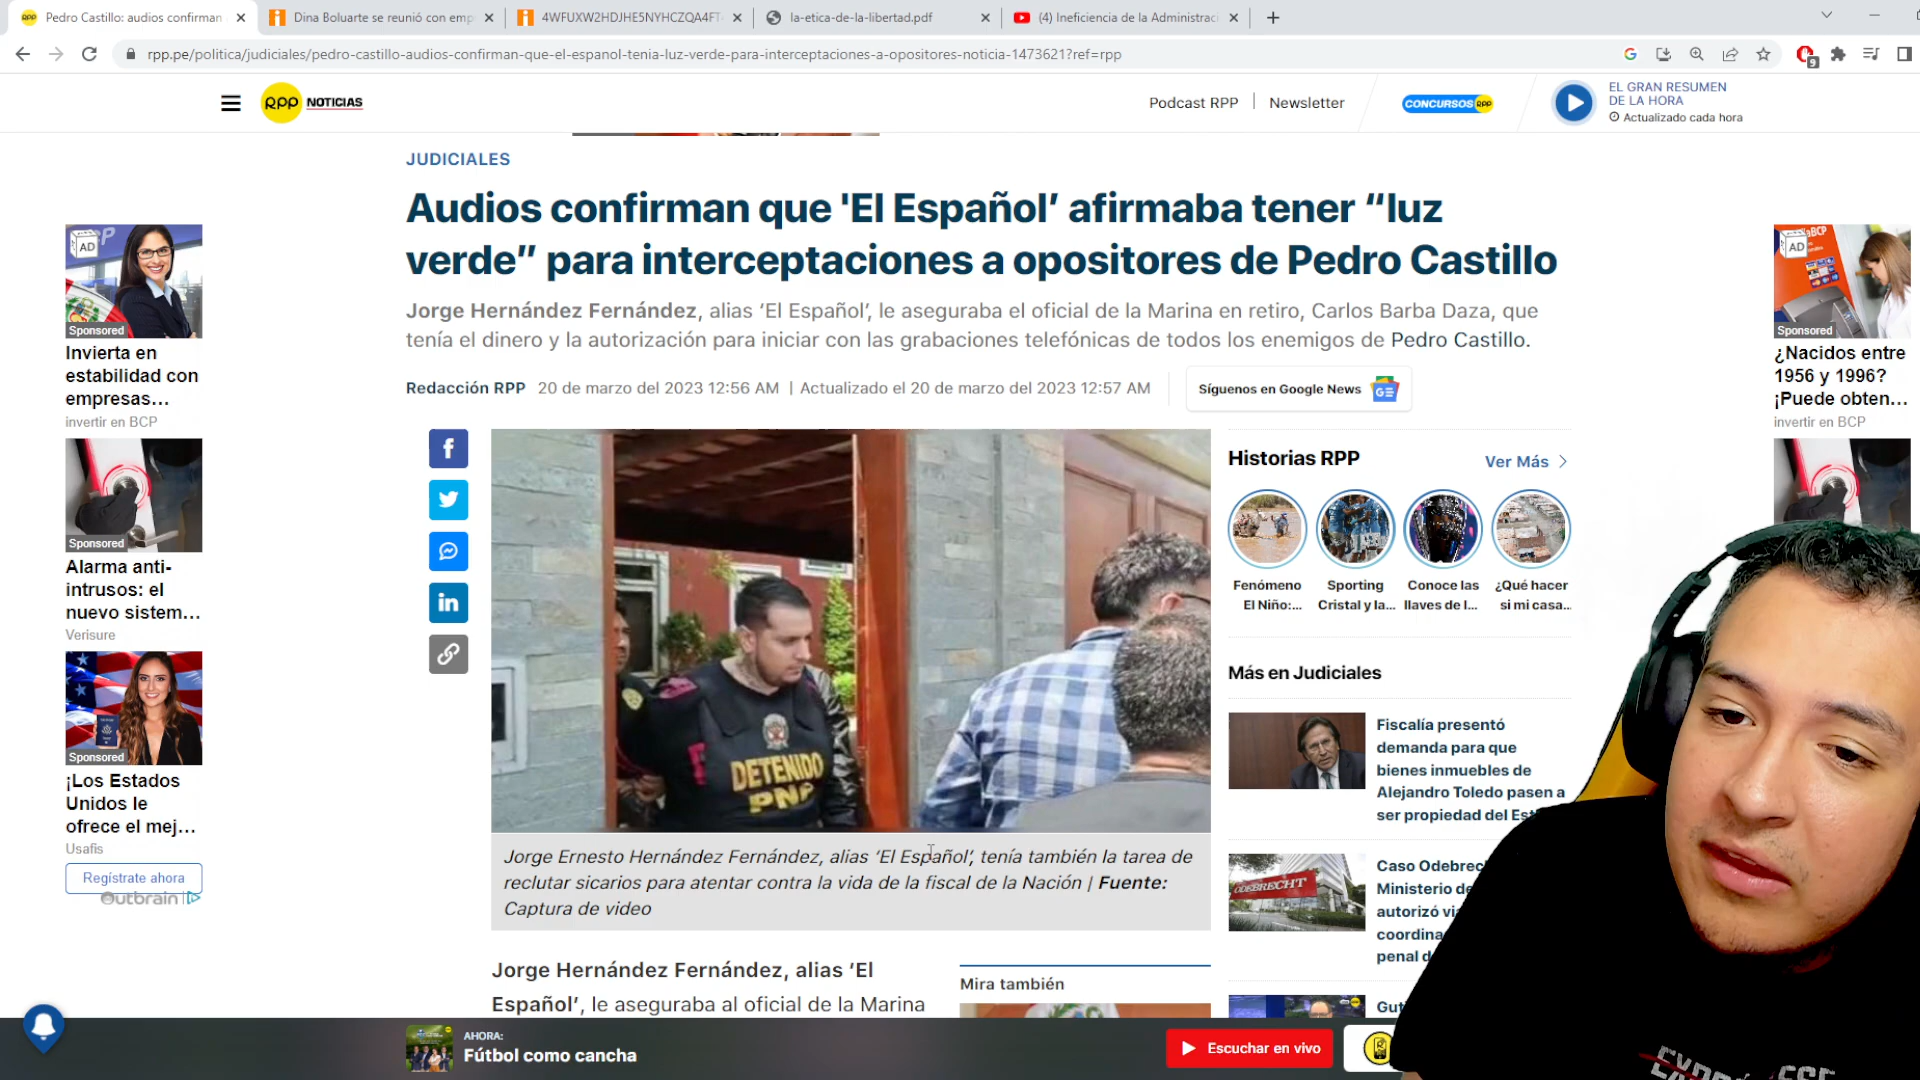 Pedro Castillo: audios confirman
Dina Boluarte se reunió con emp
4WFUXW2HDJHE5NYHCZQA4FT
la-etica-de-la-libertad.pdf
(4) Ineficiencia de la Administrac
rpp.pe/politica/judiciales/pedro-castillo-audios-confirman-que-el-espanol-tenia-luz-verde-para-interceptaciones-a-opositores-noticia-1473621?ref=rpp
9
RPP NOTICIAS
Podcast RPP
Newsletter
CONCURSOS RPP
EL GRAN RESUMEN
DE LA HORA
Actualizado cada hora
JUDICIALES
Audios confirman que 'El Español’ afirmaba tener “luz
verde” para interceptaciones a opositores de Pedro Castillo
Jorge Hernández Fernández, alias ‘El Español’, le aseguraba el oficial de la Marina en retiro, Carlos Barba Daza, que
tenía el dinero y la autorización para iniciar con las grabaciones telefónicas de todos los enemigos de Pedro Castillo.
Redacción RPP 20 de marzo del 2023 12:56 AM | Actualizado el 20 de marzo del 2023 12:57 AM
Síguenos en Google News
AD
Sponsored
Invierta en
estabilidad con
empresas...
invertir en BCP
Sponsored
Alarma anti-
intrusos: el
nuevo sistem...
Verisure
Sponsored
¡Los Estados
Unidos le
ofrece el mej...
Usafis
Regístrate ahora
Outbrain
DETENIDO
PNP
Jorge Ernesto Hernández Fernández, alias ‘El Español’, tenía también la tarea de
reclutar sicarios para atentar contra la vida de la fiscal de la Nación | Fuente:
Captura de video
Jorge Hernández Fernández, alias ‘El
Español’, le aseguraba al oficial de la Marina
Mira también
Historias RPP
Ver Más
Fenómeno
El Niño:...
Sporting
Cristal y la...
Conoce las
llaves de l...
¿Qué hacer
si mi casa...
Más en Judiciales
Fiscalía presentó
demanda para que
bienes inmuebles de
Alejandro Toledo pasen a
ser propiedad del Es
ODEBRECHT
Caso Odebrec
Ministerio de
autorizó vi
coordina
penal d
Gut
AD
Sponsored
¿Nacidos entre
1956 y 1996?
¡Puede obten...
invertir en BCP
AHORA:
Fútbol como cancha
Escuchar en vivo